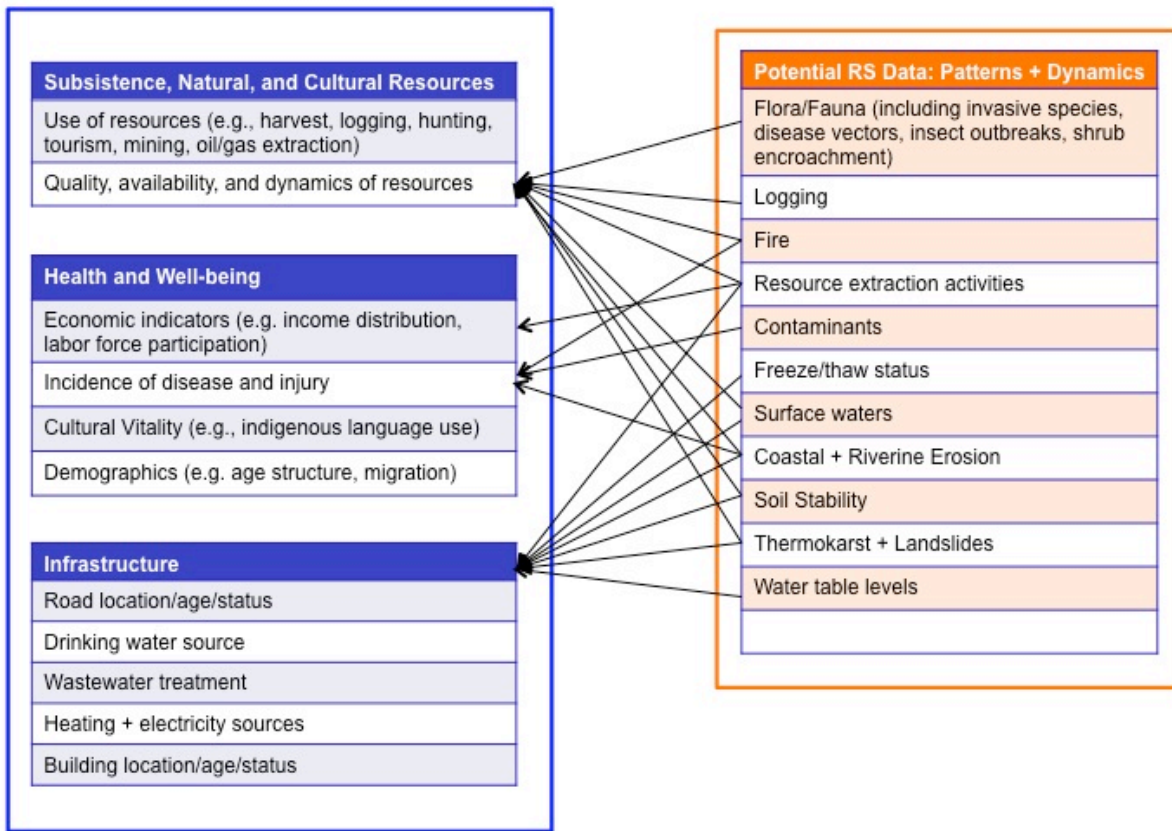 Subsistence, Natural, and Cultural Resources
Use of resources (e.g., harvest, logging, hunting,
tourism, mining, oil/gas extraction)
Quality, availability, and dynamics of resources
Health and Well-being
Economic indicators (e.g. income distribution,
labor force participation)
Incidence of disease and injury
Cultural Vitality (e.g., indigenous language use)
Demographics (e.g. age structure, migration)
Infrastructure
Road location/age/status
Drinking water source
Wastewater treatment
Heating + electricity sources
Building location/age/status
Potential RS Data: Patterns + Dynamics
Flora/Fauna (including invasive species,
disease vectors, insect outbreaks, shrub
encroachment)
Logging
Fire
Resource extraction activities
Contaminants
Freeze/thaw status
Surface waters
Coastal + Riverine Erosion
Soil Stability
Thermokarst + Landslides
Water table levels